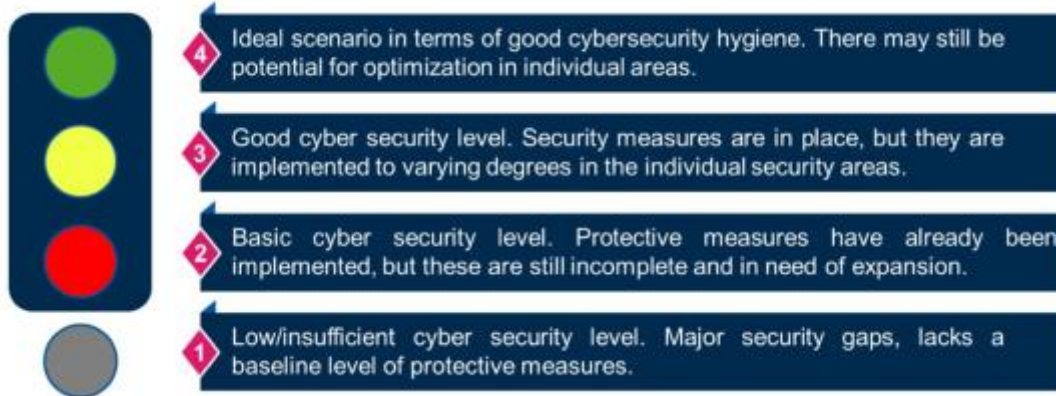 4 Ideal scenario in terms of good cybersecurity hygiene. There may still be
potential for optimization in individual areas.
3 Good cyber security level. Security measures are in place, but they are
implemented to varying degrees in the individual security areas.
2 Basic cyber security level. Protective measures have already been
implemented, but these are still incomplete and in need of expansion.
1 Low/insufficient cyber security level. Major security gaps, lacks a
baseline level of protective measures.